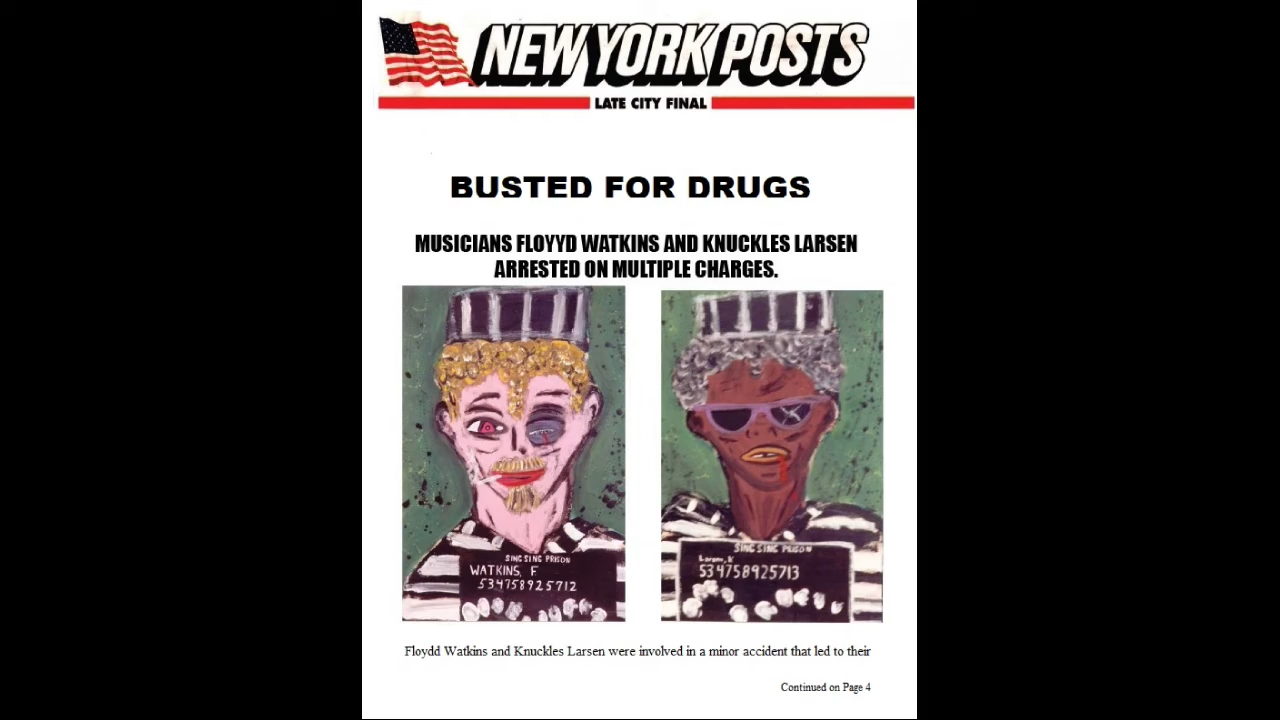 NEW YORK POSTS
LATE CITY FINAL
BUSTED FOR DRUGS
MUSICIANS FLOYYD WATKINS AND KNUCKLES LARSEN
ARRESTED ON MULTIPLE CHARGES.
SING SING PRISON
WATKINS, F
534758925712
SING SING PRISON
Larsen, K
534758925713
Floydd Watkins and Knuckles Larsen were involved in a minor accident that led to their
Continued on Page 4